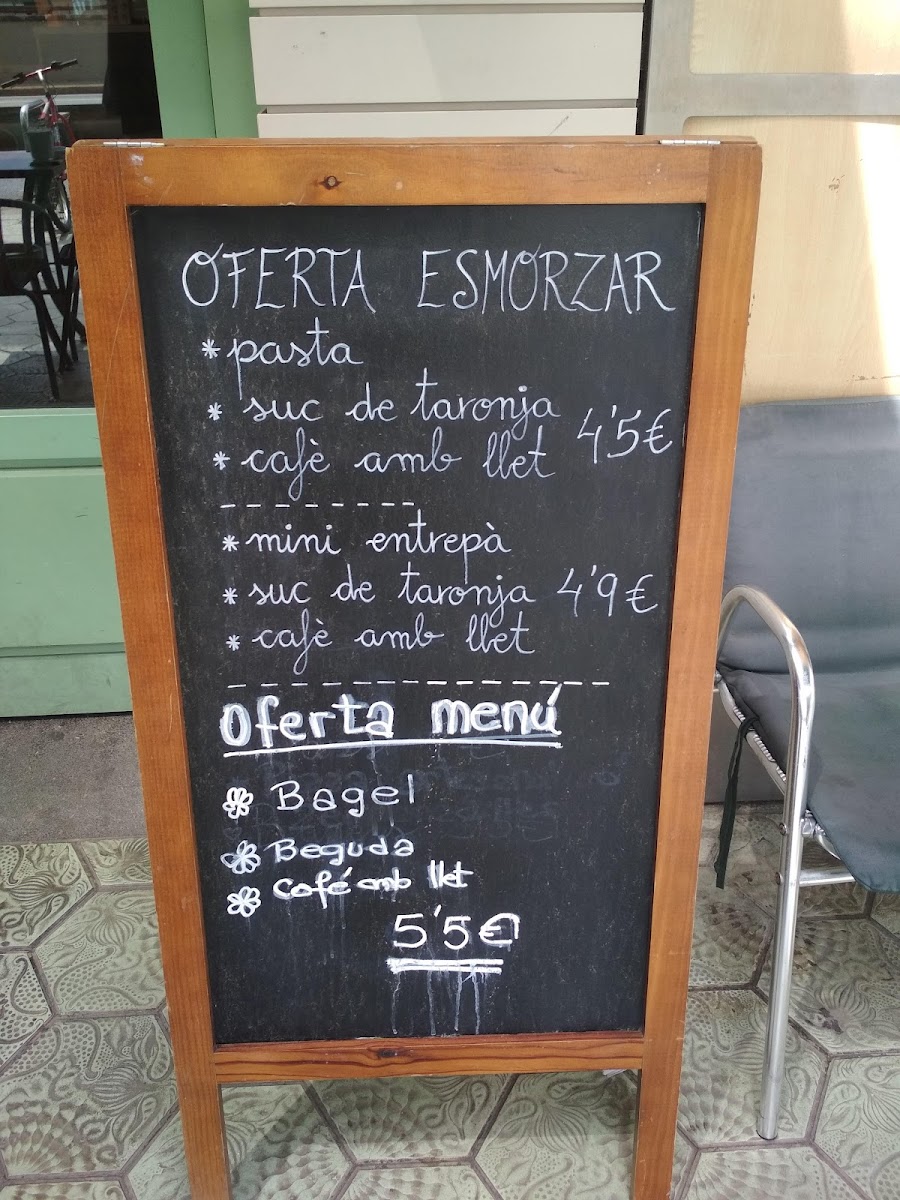 OFERTA ESMORZAR
* pasta
* suc de taronja
* cafè amb llet 4'5€
* mini entrepà
* suc de taronja 4'9€
* cafè amb llet
Oferta menú
Bagel
Beguda
Café amb llet
5'5€